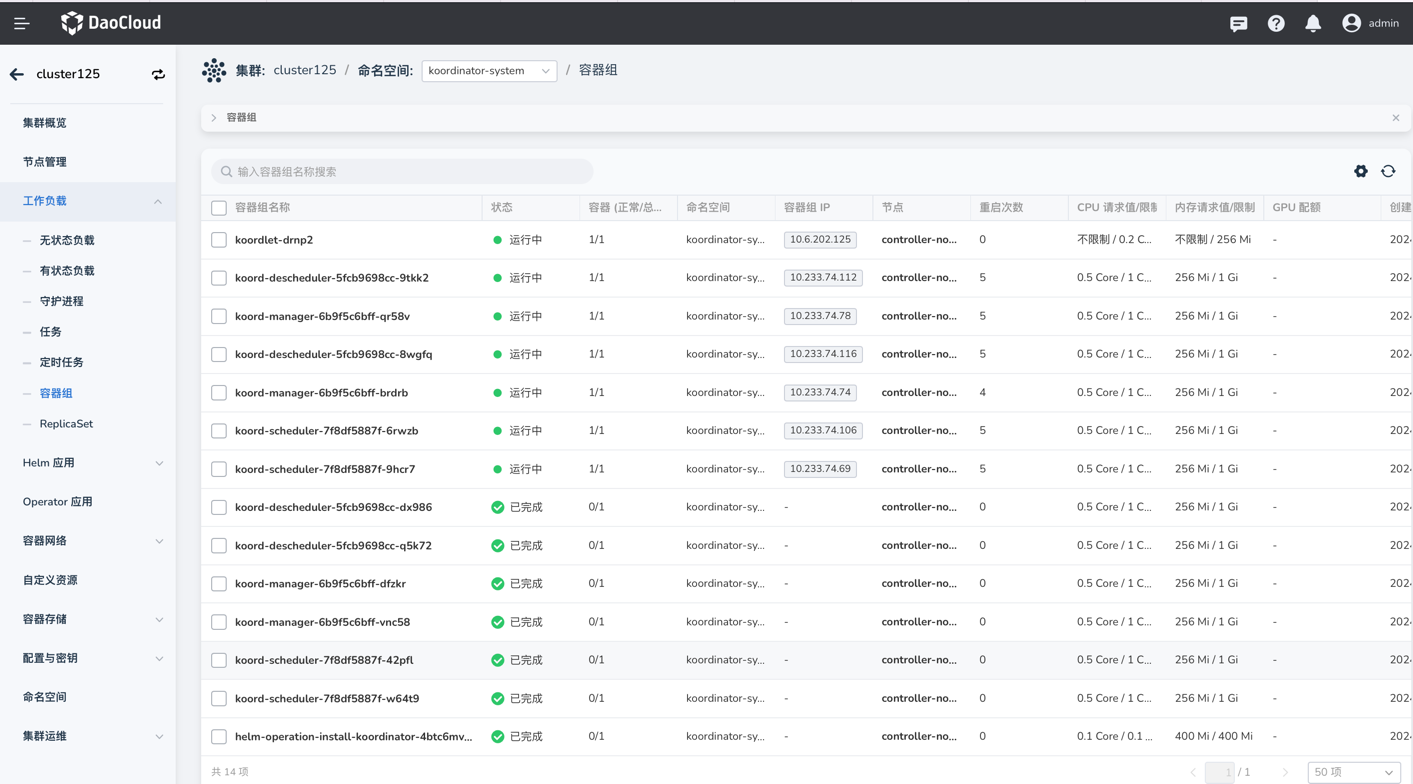 DaoCloud
admin
cluster125
集群: cluster125 / 命名空间: koordinator-system / 容器组
容器组
集群概览
节点管理
工作负载
无状态负载
有状态负载
守护进程
任务
定时任务
容器组
ReplicaSet
Helm 应用
Operator 应用
容器网络
自定义资源
容器存储
配置与密钥
命名空间
集群运维
输入容器组名称搜索
容器组名称 状态 容器 (正常/总... 命名空间 容器组 IP 节点 重启次数 CPU 请求值/限制 内存请求值/限制 GPU 配额 创建
koordlet-drnp2 运行中 1/1 koordinator-sy... 10.6.202.125 controller-no... 0 不限制 / 0.2 C... 不限制 / 256 Mi - 2024
koord-descheduler-5fcb9698cc-9tkk2 运行中 1/1 koordinator-sy... 10.233.74.112 controller-no... 5 0.5 Core / 1 C... 256 Mi / 1 Gi - 2024
koord-manager-6b9f5c6bff-qr58v 运行中 1/1 koordinator-sy... 10.233.74.78 controller-no... 5 0.5 Core / 1 C... 256 Mi / 1 Gi - 2024
koord-descheduler-5fcb9698cc-8wgfq 运行中 1/1 koordinator-sy... 10.233.74.116 controller-no... 5 0.5 Core / 1 C... 256 Mi / 1 Gi - 2024
koord-manager-6b9f5c6bff-brdrb 运行中 1/1 koordinator-sy... 10.233.74.74 controller-no... 4 0.5 Core / 1 C... 256 Mi / 1 Gi - 2024
koord-scheduler-7f8df5887f-6rwzb 运行中 1/1 koordinator-sy... 10.233.74.106 controller-no... 5 0.5 Core / 1 C... 256 Mi / 1 Gi - 2024
koord-scheduler-7f8df5887f-9hcr7 运行中 1/1 koordinator-sy... 10.233.74.69 controller-no... 5 0.5 Core / 1 C... 256 Mi / 1 Gi - 2024
koord-descheduler-5fcb9698cc-dx986 已完成 0/1 koordinator-sy... - controller-no... 0 0.5 Core / 1 C... 256 Mi / 1 Gi - 2024
koord-descheduler-5fcb9698cc-q5k72 已完成 0/1 koordinator-sy... - controller-no... 0 0.5 Core / 1 C... 256 Mi / 1 Gi - 2024
koord-manager-6b9f5c6bff-dfzkr 已完成 0/1 koordinator-sy... - controller-no... 0 0.5 Core / 1 C... 256 Mi / 1 Gi - 2024
koord-manager-6b9f5c6bff-vnc58 已完成 0/1 koordinator-sy... - controller-no... 0 0.5 Core / 1 C... 256 Mi / 1 Gi - 2024
koord-scheduler-7f8df5887f-42pfl 已完成 0/1 koordinator-sy... - controller-no... 0 0.5 Core / 1 C... 256 Mi / 1 Gi - 2024
koord-scheduler-7f8df5887f-w64t9 已完成 0/1 koordinator-sy... - controller-no... 0 0.5 Core / 1 C... 256 Mi / 1 Gi - 2024
helm-operation-install-koordinator-4btc6mv... 已完成 0/1 koordinator-sy... - controller-no... 0 0.1 Core / 0.1 ... 400 Mi / 400 Mi - 2024
共 14 项 1 / 1 50 项